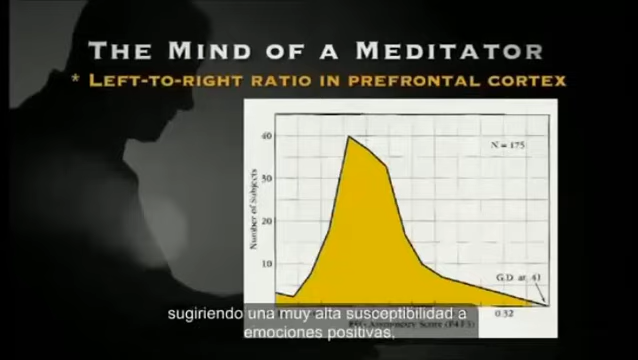 THE MIND OF A MEDITATOR
* LEFT-TO-RIGHT RATIO IN PREFRONTAL CORTEX
40
N = 175
30
Number of Subjects
20
10
G.D. at .41
0.32
sugiriendo una muy alta susceptibilidad a
emociones positivas,